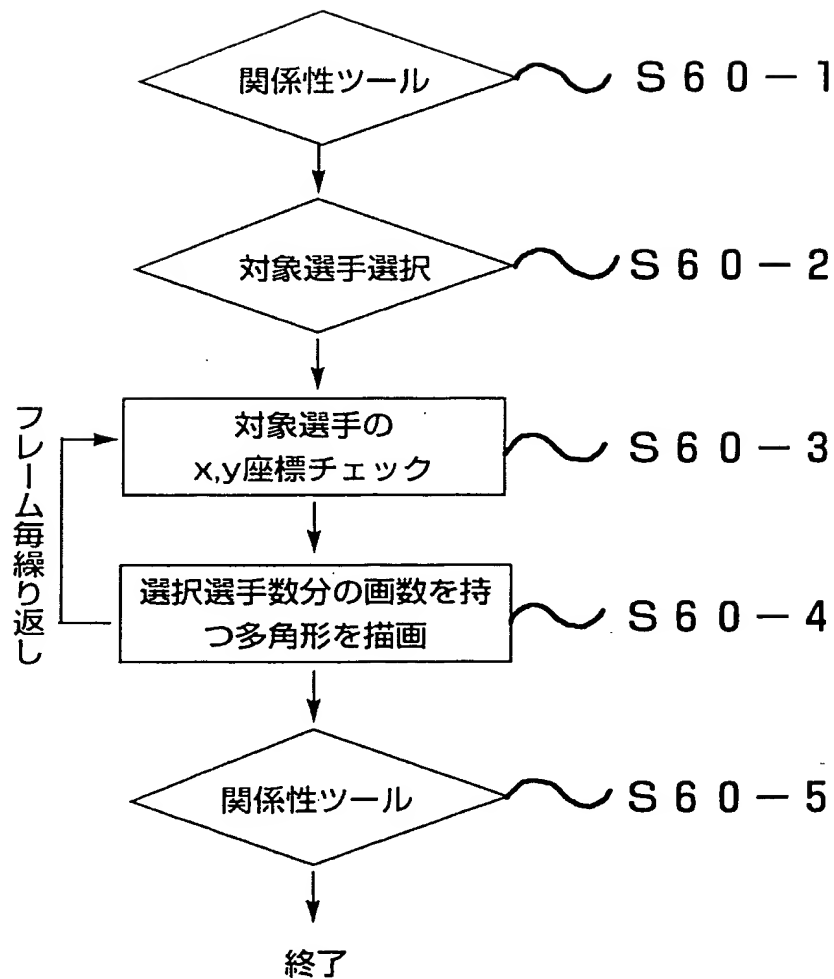 関係性ツール
S60-1
対象選手選択
S60-2
対象選手の
x,y座標チェック
S60-3
フレーム毎繰り返し
選択選手数分の画数を持
つ多角形を描画
S60-4
関係性ツール
S60-5
終了